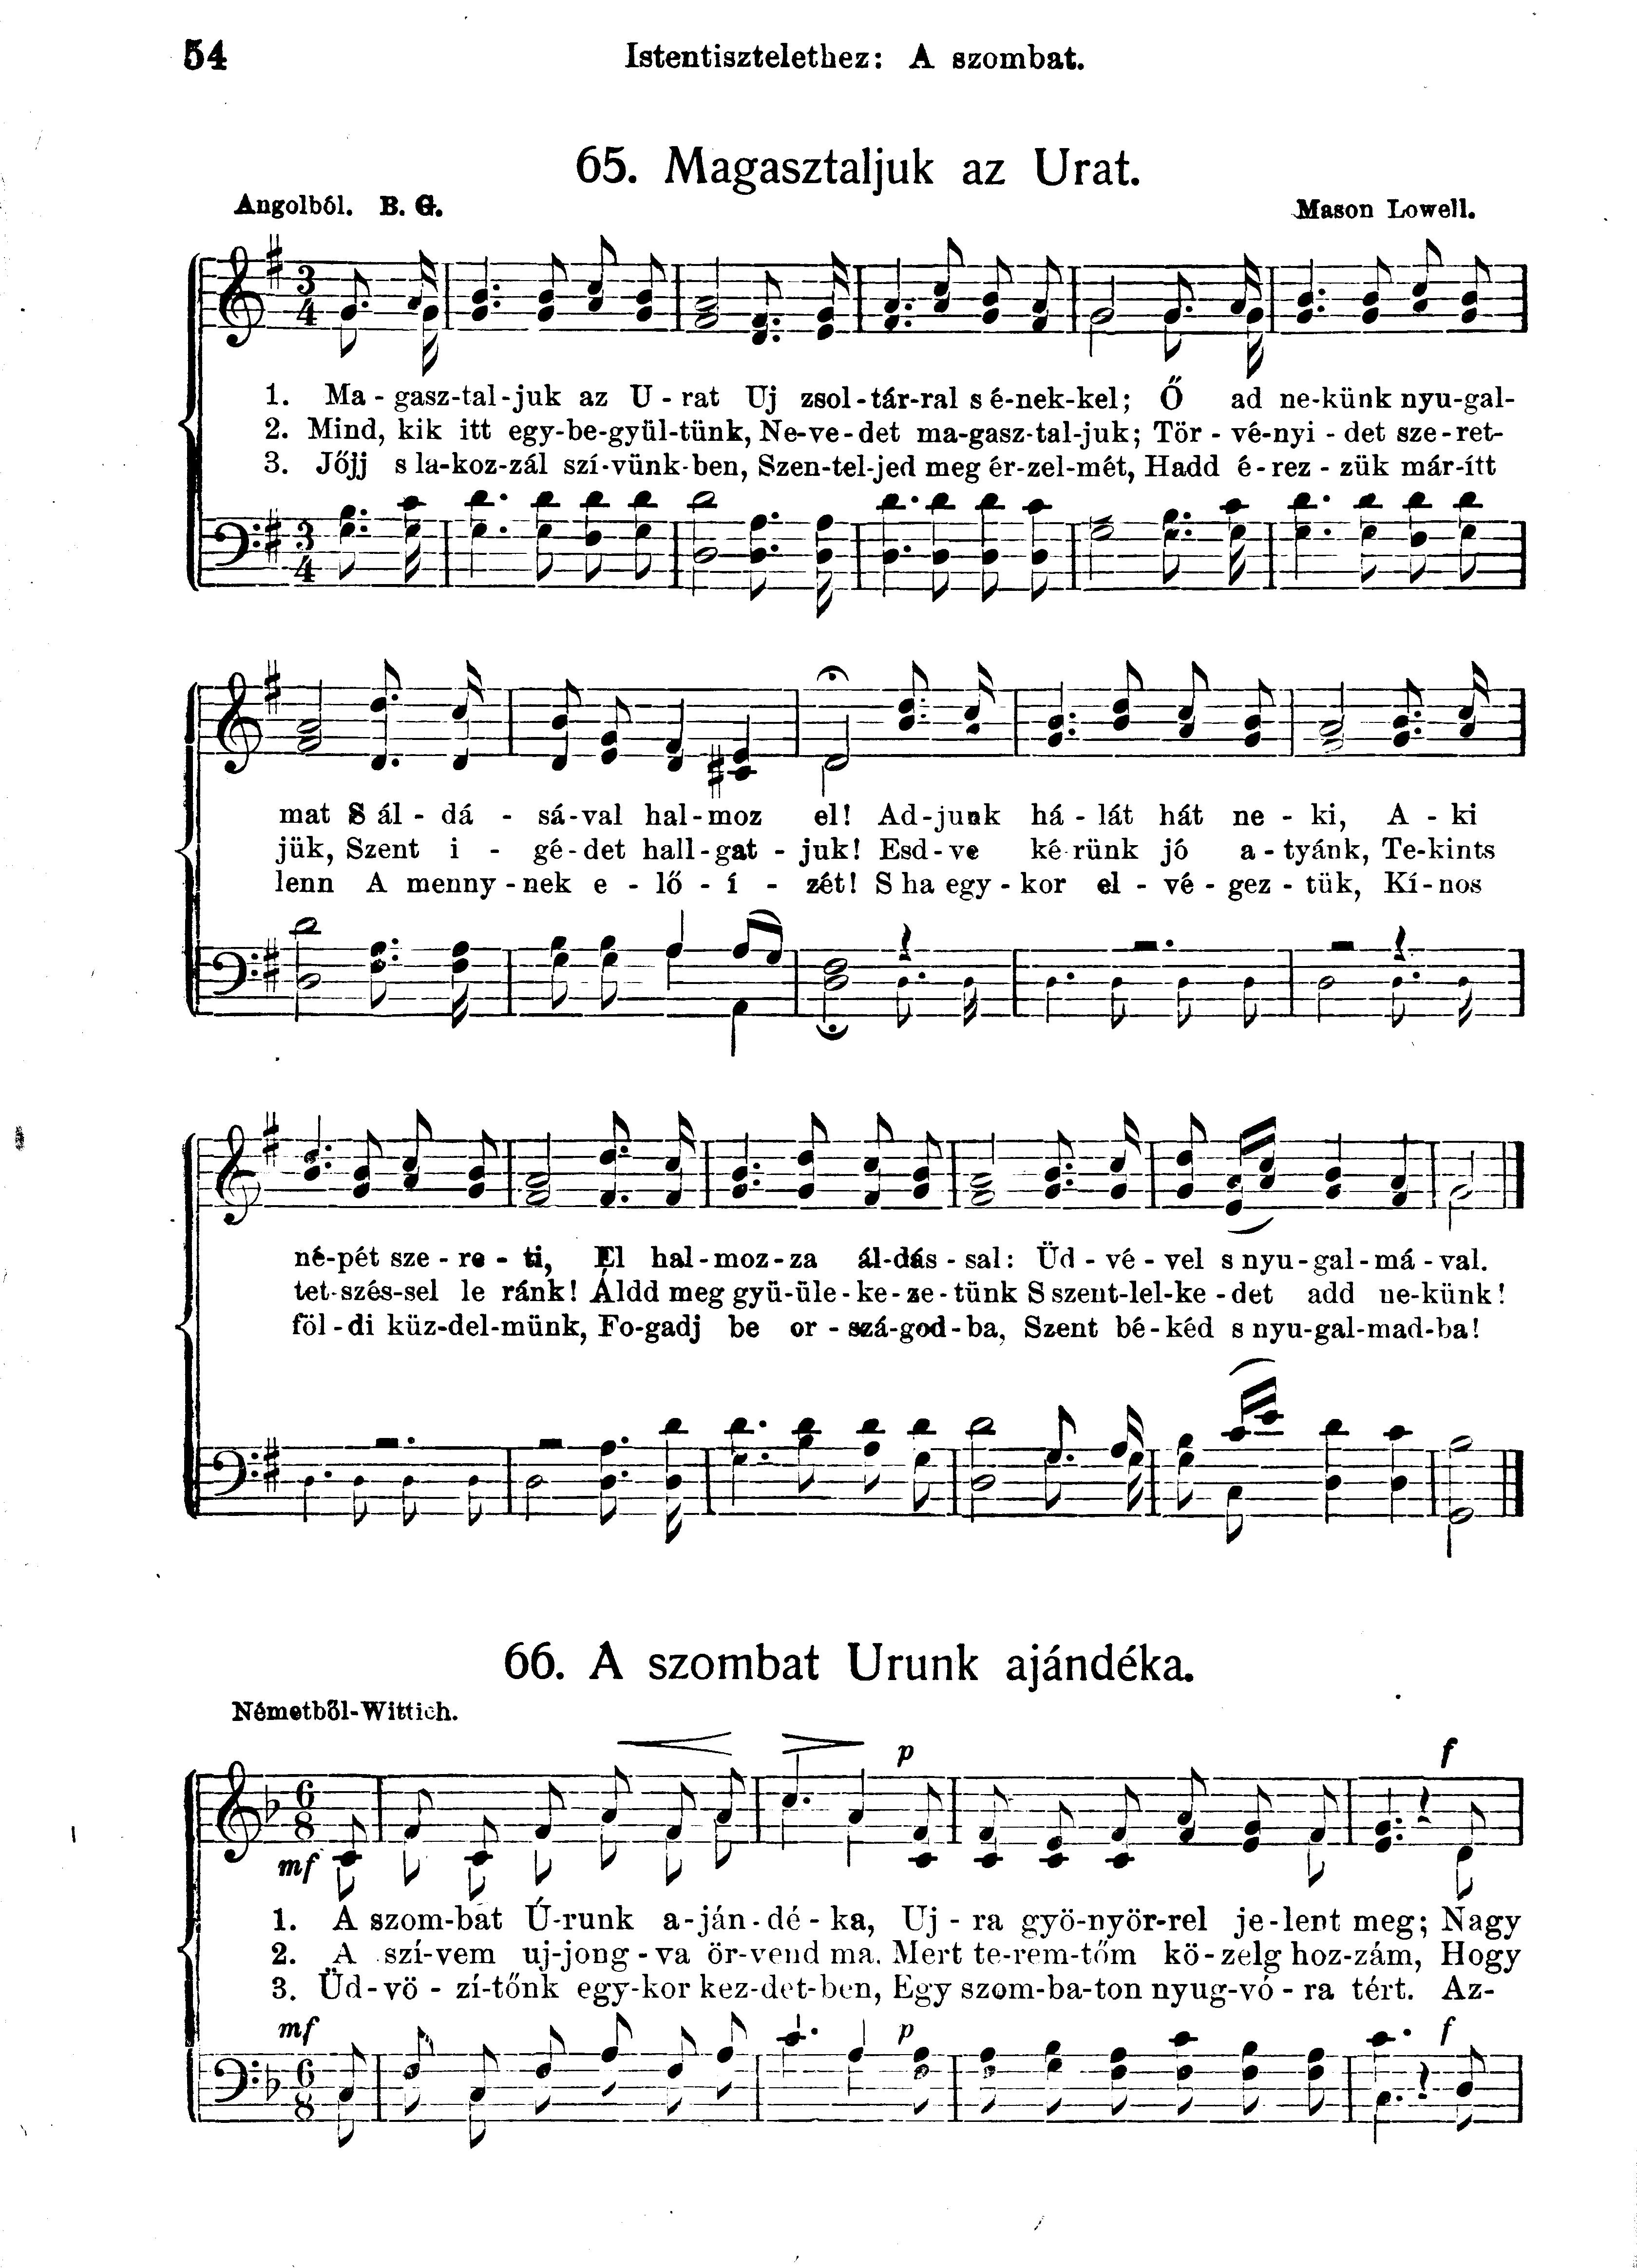 54 Istentisztelethez: A szombat.
65. Magasztaljuk az Urat.
Angolból. B. G. Mason Lowell.
1. Ma - gasz-tal-juk az U - rat Uj zsol-tár-ral s é-nek-kel; Ő ad ne-künk nyu-gal-
2. Mind, kik itt egy-be-gyül-tünk, Ne-ve-det ma-gasz-tal-juk; Tör - vé-nyi - det sze-ret-
3. Jőjj s la-koz-zál szí-vünk-ben, Szen-tel-jed meg ér-zel-mét, Hadd é-rez - zük már-ítt
mat S ál - dá - sá-val hal-moz el! Ad-junk há-lát hát ne - ki, A - ki
jük, Szent i - gé-det hall-gat - juk! Esd-ve ké-rünk jó a-tyánk, Te-kints
lenn A menny-nek e - lő - í - zét! S ha egy-kor el - vé - gez - tük, Kí-nos
né-pét sze - re - ti, El hal-moz-za ál-dás - sal: Üd - vé - vel s nyu-gal-má-val.
tet-szés-sel le ránk! Áldd meg gyü-üle-ke-ze-tünk S szent-lel-ke-det add ne-künk!
föl-di küz-del-münk, Fo-gadj be or - szá-god-ba, Szent bé-kéd s nyu-gal-mad-ba!
66. A szombat Urunk ajándéka.
Németből-Wittich.
p f
mf
1. A szom-bat Ú-runk a-ján-dé-ka, Uj - ra gyö-nyör-rel je-lent meg; Nagy
2. A szí-vem uj-jong-va ör-vend ma. Mert te-rem-tőm kö-zelg hoz-zám, Hogy
3. Üd-vö - zí-tőnk egy-kor kez-det-ben, Egy szom-ba-ton nyug-vó-ra tért. Az-
mf p f